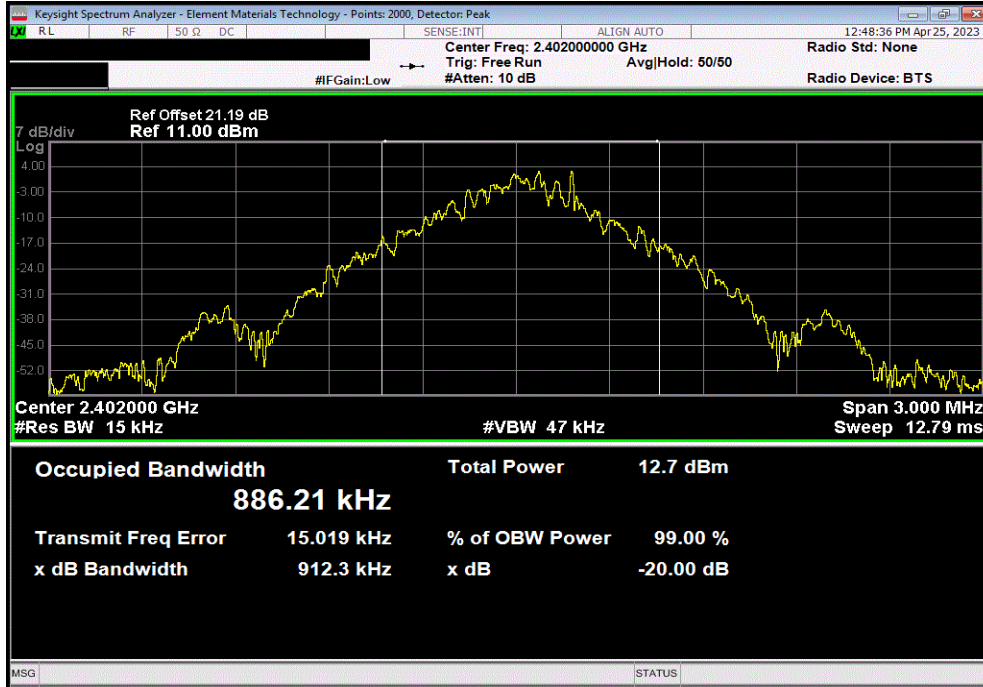 Keysight Spectrum Analyzer - Element Materials Technology - Points: 2000, Detector: Peak
LXI RL RF 50 Ω DC SENSE:INT ALIGN AUTO 12:48:36 PM Apr 25, 2023
Center Freq: 2.402000000 GHz Radio Std: None
Trig: Free Run Avg|Hold: 50/50
#IFGain:Low #Atten: 10 dB Radio Device: BTS
Ref Offset 21.19 dB
7 dB/div Ref 11.00 dBm
Log
4.00
-3.00
-10.0
-17.0
-24.0
-31.0
-38.0
-45.0
-52.0
Center 2.402000 GHz Span 3.000 MHz
#Res BW 15 kHz #VBW 47 kHz Sweep 12.79 ms
Occupied Bandwidth Total Power 12.7 dBm
886.21 kHz
Transmit Freq Error 15.019 kHz % of OBW Power 99.00 %
x dB Bandwidth 912.3 kHz x dB -20.00 dB
MSG STATUS